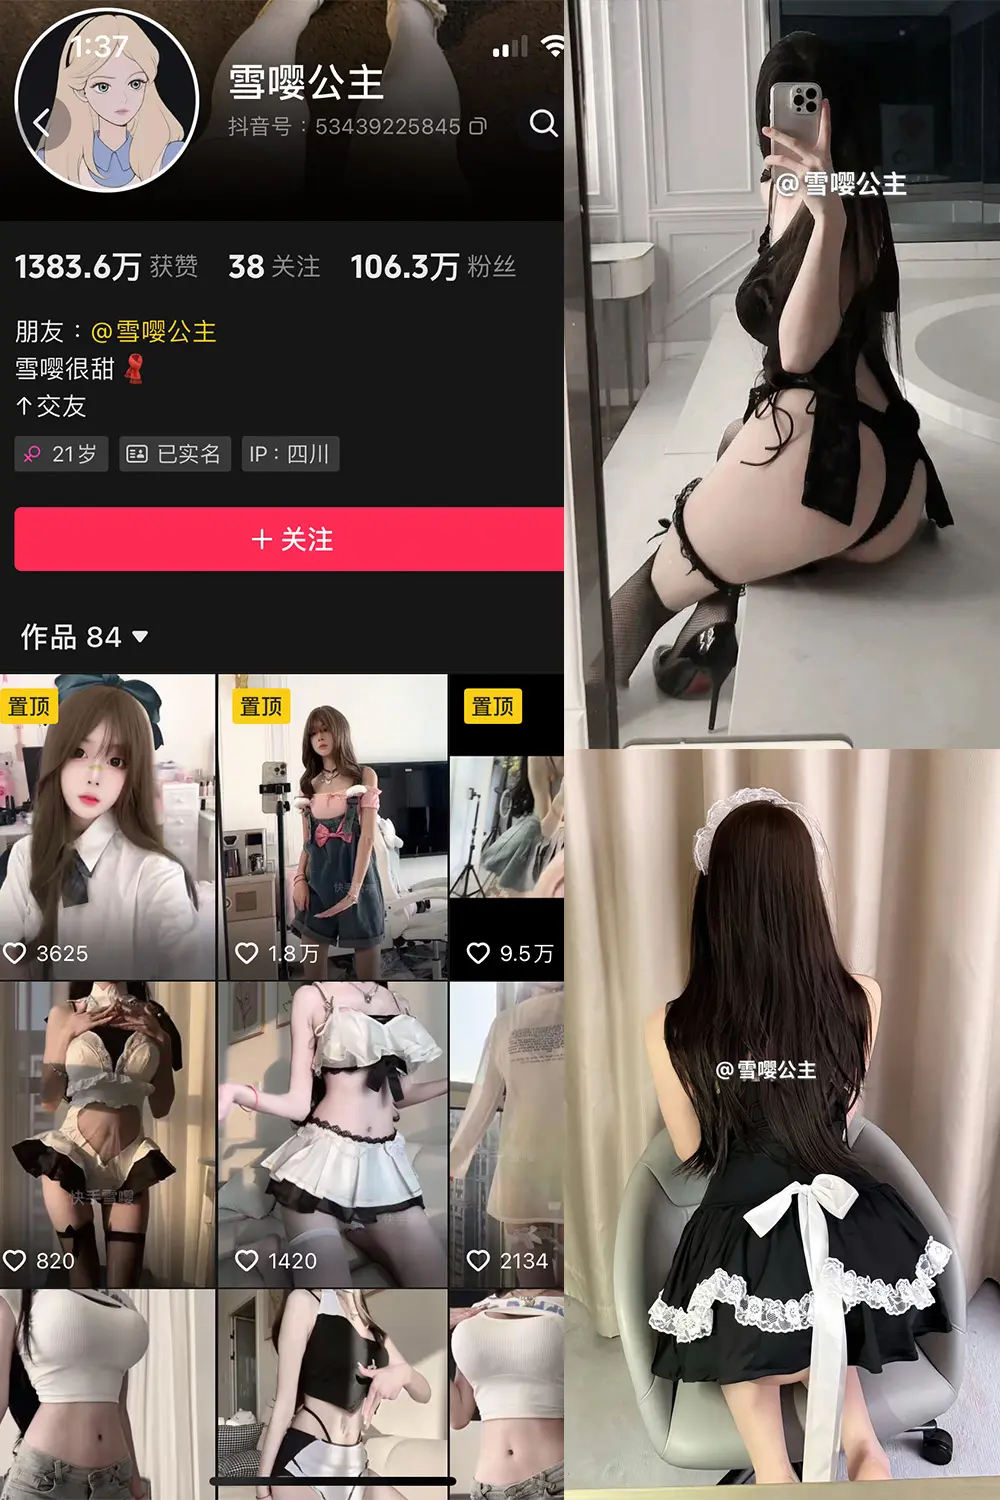 1:37
雪嘤公主
抖音号：53439225845
1383.6万 获赞 38 关注 106.3万 粉丝
朋友：@雪嘤公主
雪嘤很甜
↑交友
21岁 已实名 IP：四川
+ 关注
作品 84
置顶 置顶 置顶
3625 1.8万 9.5万
快手雪嘤
820 1420 2134
@雪嘤公主
@雪嘤公主